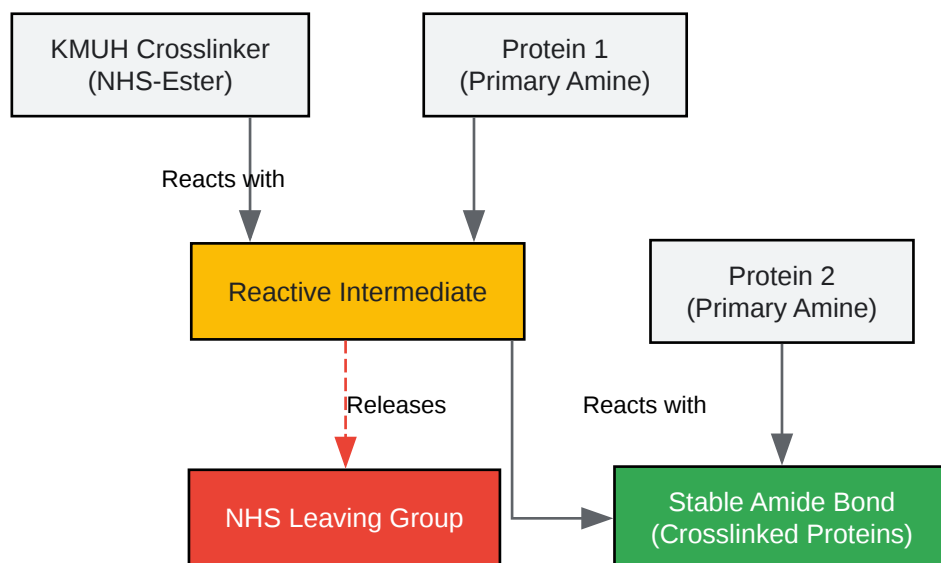 KMUH Crosslinker
(NHS-Ester)
Protein 1
(Primary Amine)
Reacts with
Reactive Intermediate
Protein 2
(Primary Amine)
Releases
Reacts with
NHS Leaving Group
Stable Amide Bond
(Crosslinked Proteins)